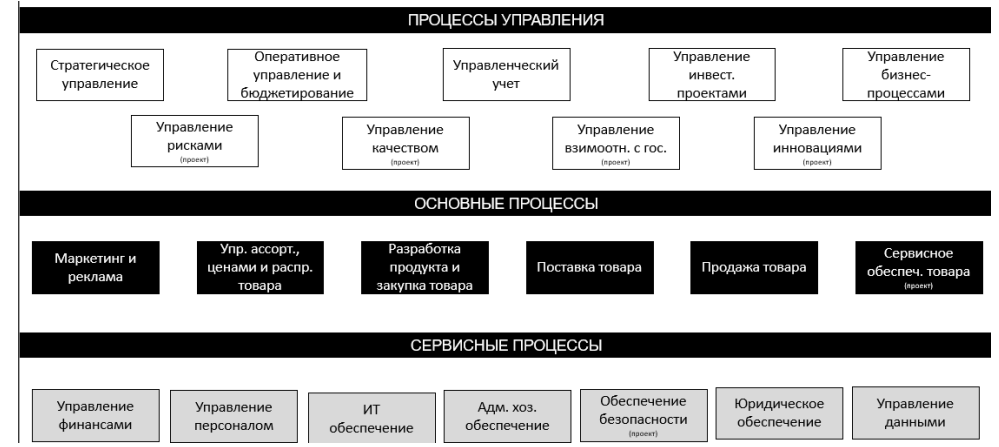 ПРОЦЕССЫ УПРАВЛЕНИЯ
Стратегическое
управление
Оперативное
управление и
бюджетирование
Управленческий
учет
Управление
инвест.
проектами
Управление
бизнес-
процессами
Управление
рисками
(проект)
Управление
качеством
(проект)
Управление
взимоотн. с гос.
(проект)
Управление
инновациями
(проект)
ОСНОВНЫЕ ПРОЦЕССЫ
Маркетинг и
реклама
Упр. ассорт.,
ценами и распр.
товара
Разработка
продукта и
закупка товара
Поставка товара
Продажа товара
Сервисное
обеспеч. товара
(проект)
СЕРВИСНЫЕ ПРОЦЕССЫ
Управление
финансами
Управление
персоналом
ИТ
обеспечение
Адм. хоз.
обеспечение
Обеспечение
безопасности
(проект)
Юридическое
обеспечение
Управление
данными